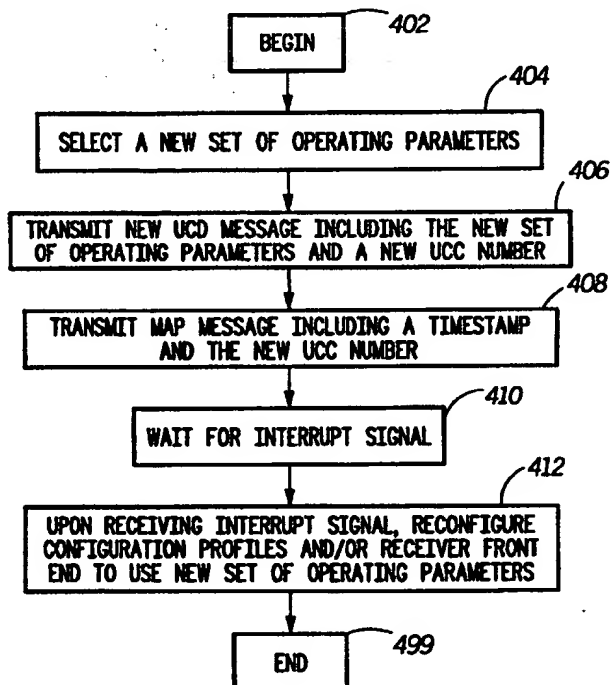 402
BEGIN
404
SELECT A NEW SET OF OPERATING PARAMETERS
406
TRANSMIT NEW UCD MESSAGE INCLUDING THE NEW SET
OF OPERATING PARAMETERS AND A NEW UCC NUMBER
408
TRANSMIT MAP MESSAGE INCLUDING A TIMESTAMP
AND THE NEW UCC NUMBER
410
WAIT FOR INTERRUPT SIGNAL
412
UPON RECEIVING INTERRUPT SIGNAL, RECONFIGURE
CONFIGURATION PROFILES AND/OR RECEIVER FRONT
END TO USE NEW SET OF OPERATING PARAMETERS
499
END